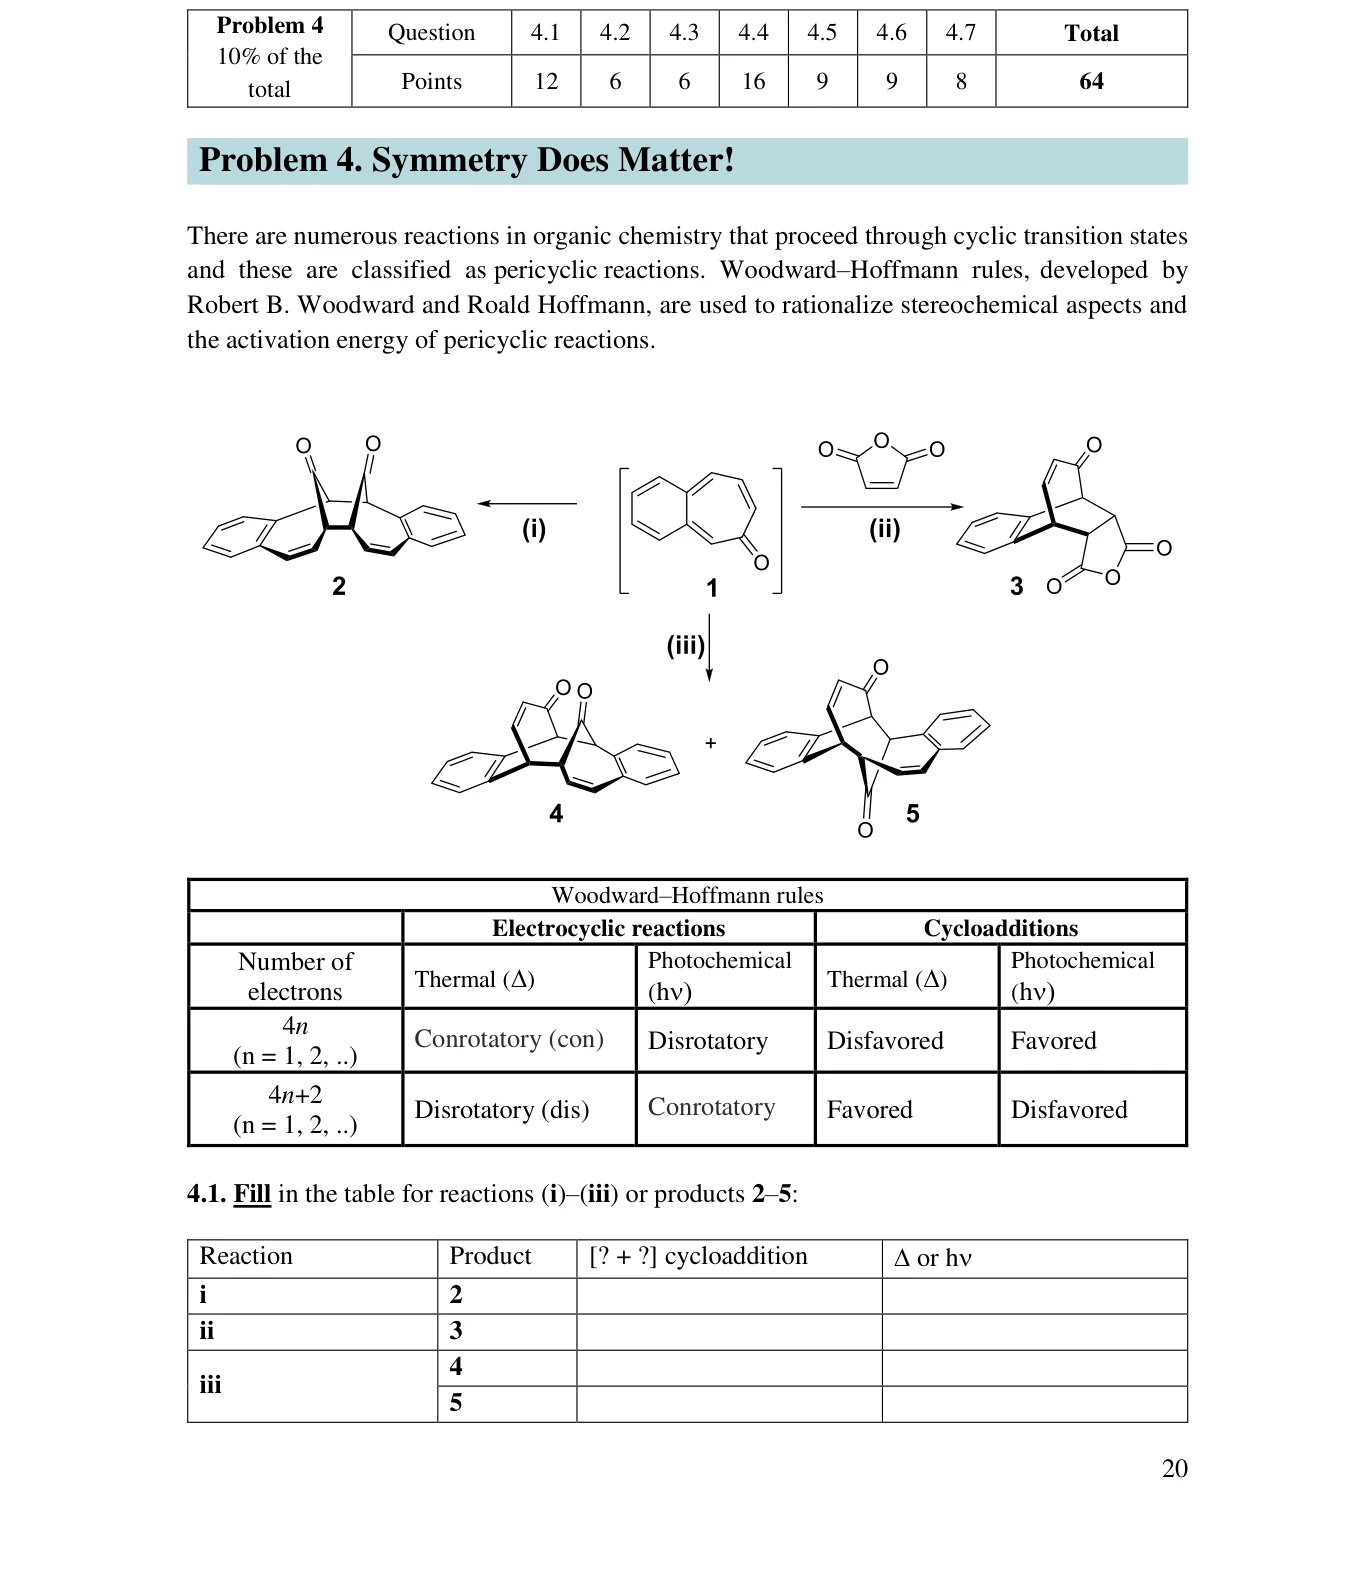 Problem 4
10% of the
total
Question 4.1 4.2 4.3 4.4 4.5 4.6 4.7 Total
Points 12 6 6 16 9 9 8 64
Problem 4. Symmetry Does Matter!
There are numerous reactions in organic chemistry that proceed through cyclic transition states
and these are classified as pericyclic reactions. Woodward–Hoffmann rules, developed by
Robert B. Woodward and Roald Hoffmann, are used to rationalize stereochemical aspects and
the activation energy of pericyclic reactions.
O O O O O O
(i) (ii)
O O
2 1 3 O O
(iii)
O O O
+
4 5
O
Woodward–Hoffmann rules
Electrocyclic reactions Cycloadditions
Number of
electrons
Thermal (Δ)
Photochemical
(hν)
Thermal (Δ)
Photochemical
(hν)
4n
(n = 1, 2, ..)
Conrotatory (con) Disrotatory Disfavored Favored
4n+2
(n = 1, 2, ..)
Disrotatory (dis) Conrotatory Favored Disfavored
4.1. Fill in the table for reactions (i)–(iii) or products 2–5:
Reaction Product [? + ?] cycloaddition Δ or hν
i 2
ii 3
iii 4
5
20